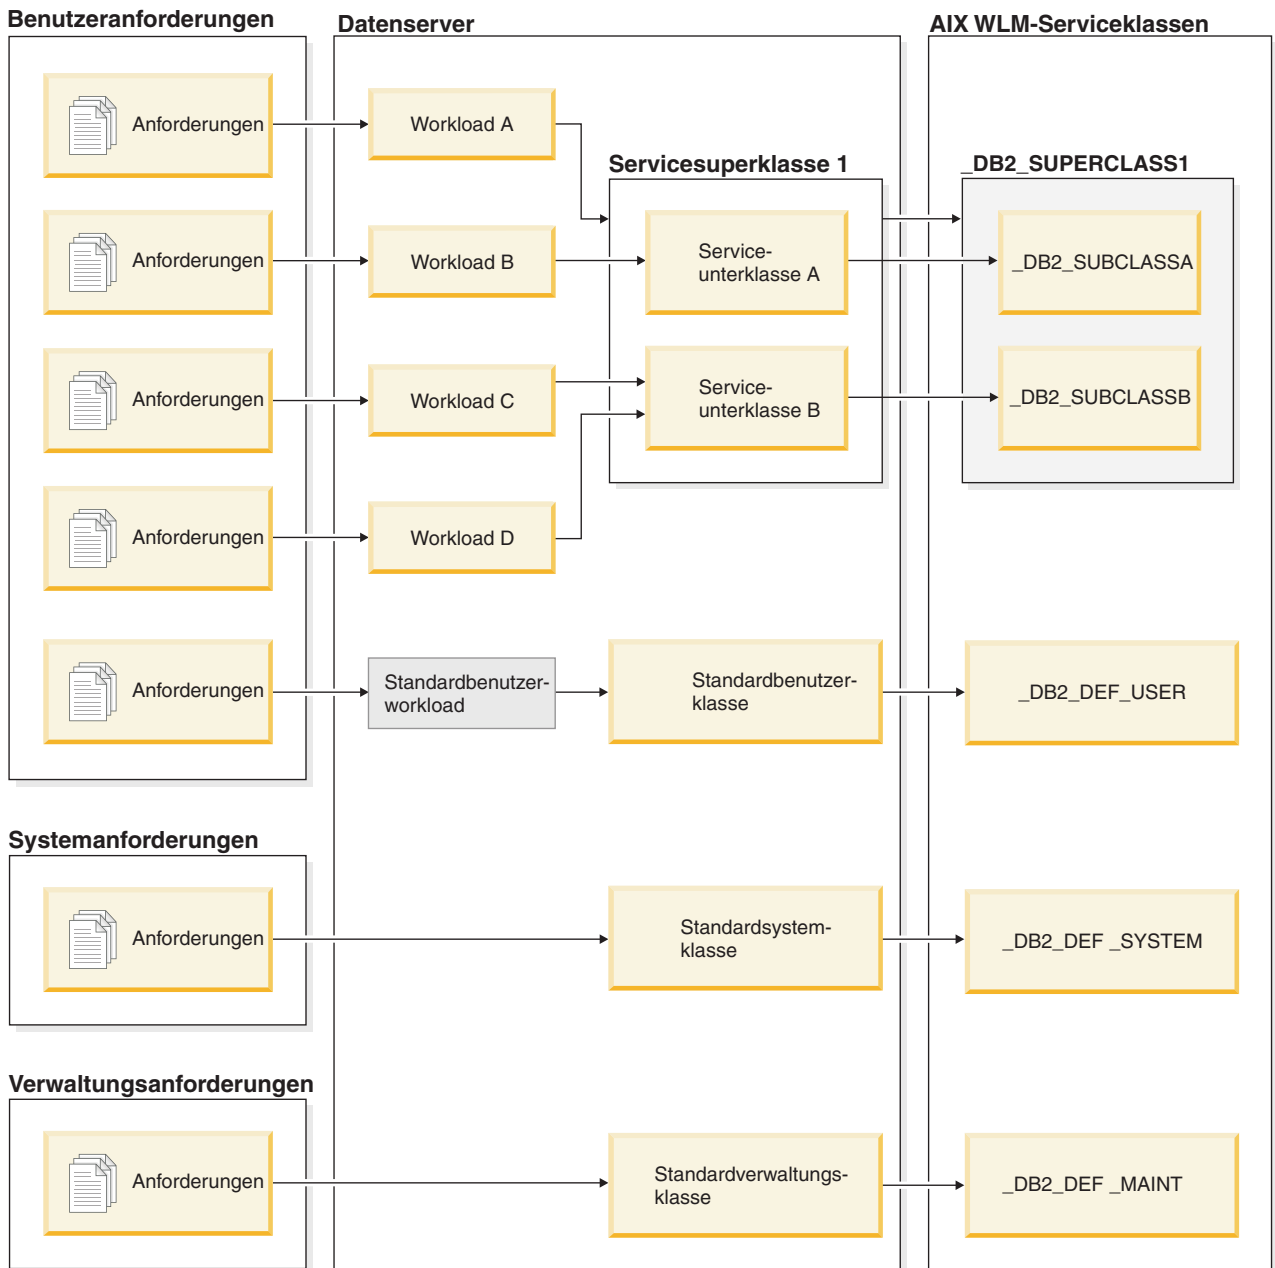 Benutzeranforderungen
Datenserver
AIX WLM-Serviceklassen
Anforderungen
Workload A
Servicesuperklasse 1
_DB2_SUPERCLASS1
Anforderungen
Workload B
Service-
unterklasse A
_DB2_SUBCLASSA
Anforderungen
Workload C
Service-
unterklasse B
_DB2_SUBCLASSB
Anforderungen
Workload D
Anforderungen
Standardbenutzer-
workload
Standardbenutzer-
klasse
_DB2_DEF_USER
Systemanforderungen
Anforderungen
Standardsystem-
klasse
_DB2_DEF _SYSTEM
Verwaltungsanforderungen
Anforderungen
Standardverwaltungs-
klasse
_DB2_DEF _MAINT